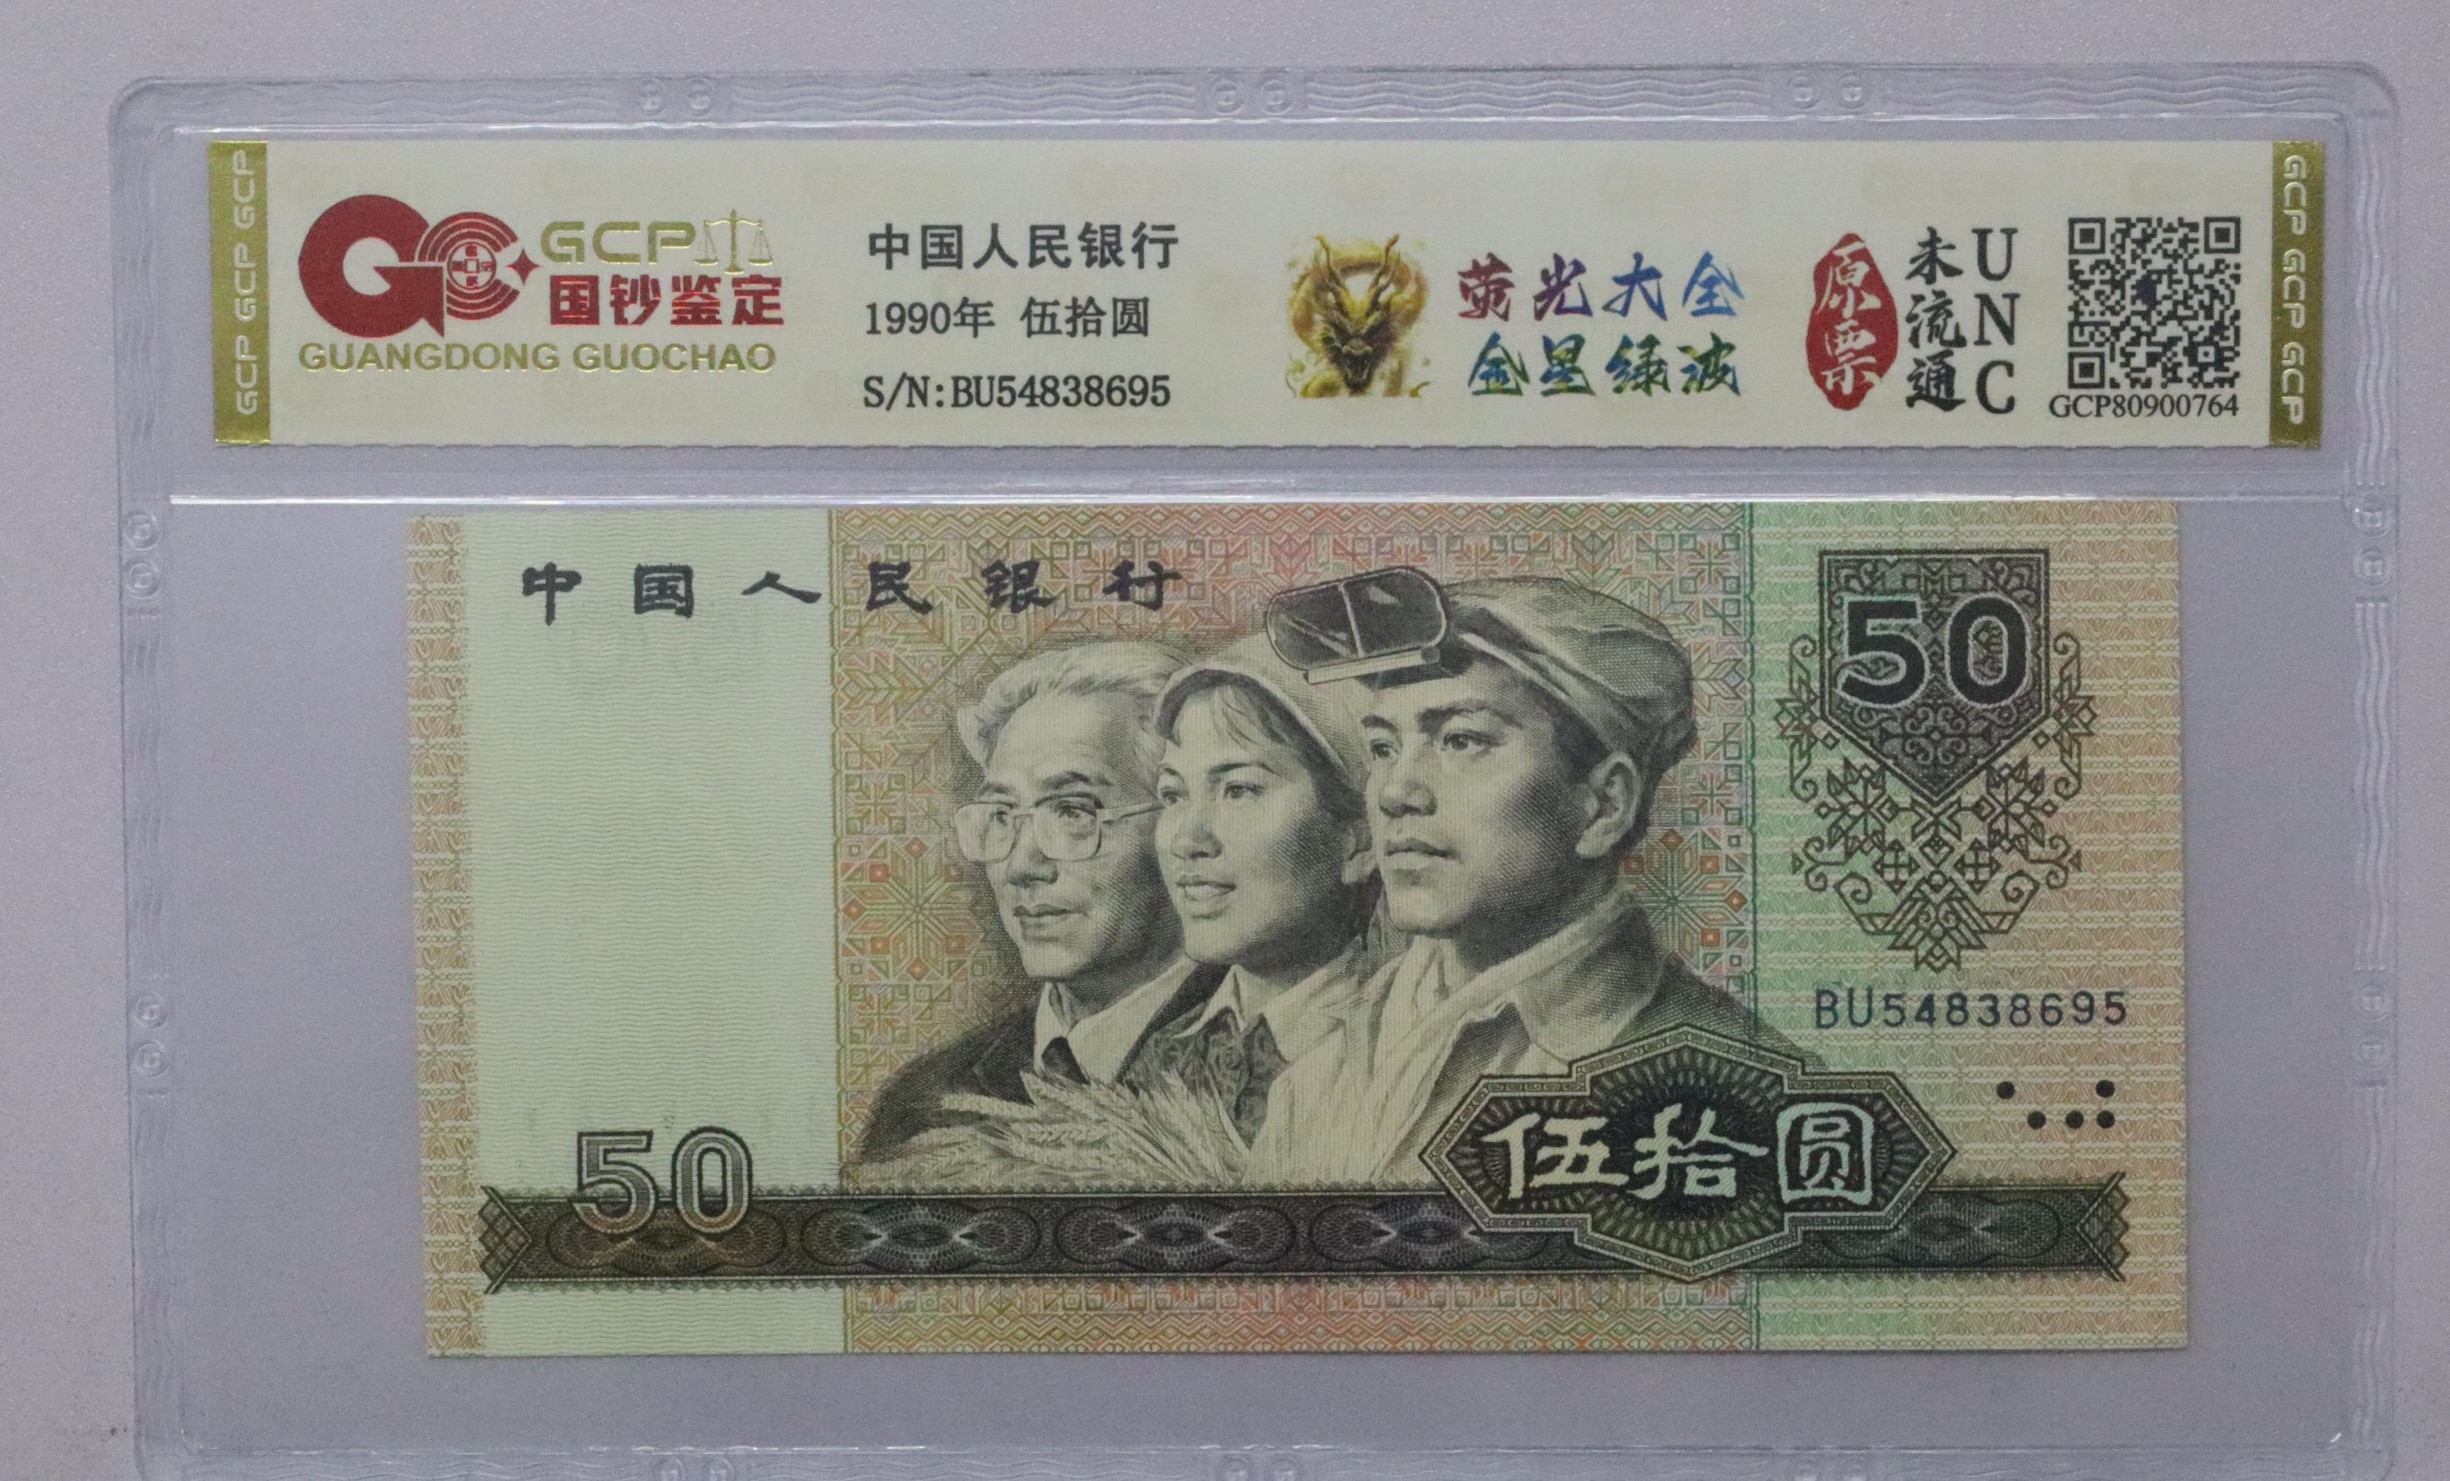 GCP GCP GCP
GCP
国钞鉴定
GUANGDONG GUOCHAO
中国人民银行
1990年 伍拾圆
S/N:BU54838695
荧光大全
金星绿波
原票
未流通
UNC
GCP80900764
GCP GCP GCP
中国人民银行
50
BU54838695
50
伍拾圆